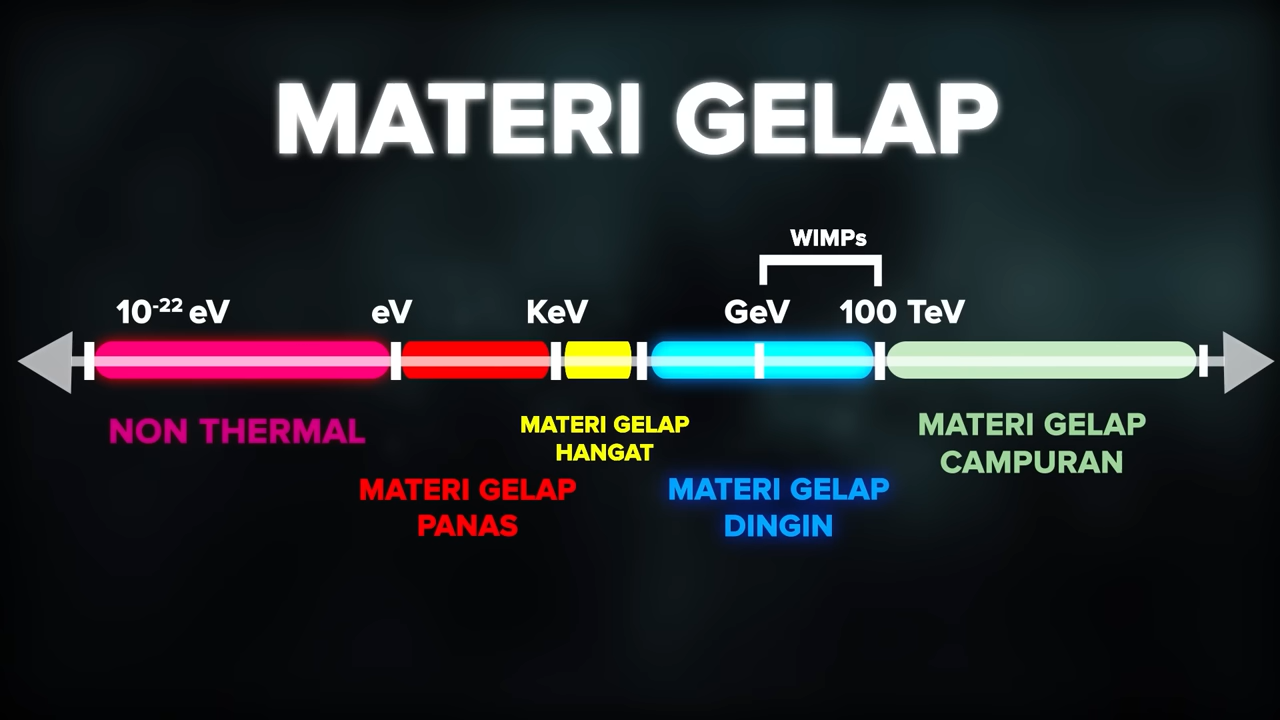 MATERI GELAP
WIMPs
10⁻²² eV
eV
KeV
GeV
100 TeV
NON THERMAL
MATERI GELAP
PANAS
MATERI GELAP
HANGAT
MATERI GELAP
DINGIN
MATERI GELAP
CAMPURAN